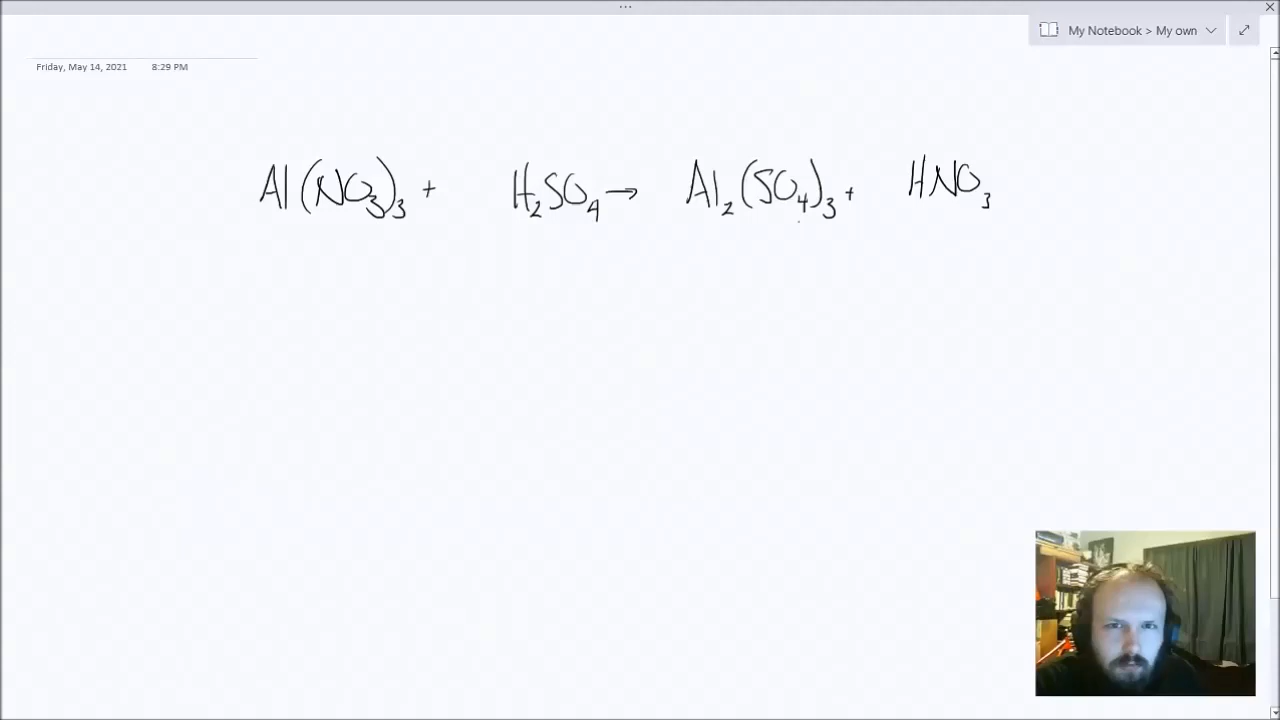 My Notebook > My own
Friday, May 14, 2021 8:29 PM
Al(NO₃)₃ + H₂SO₄ → Al₂(SO₄)₃ + HNO₃